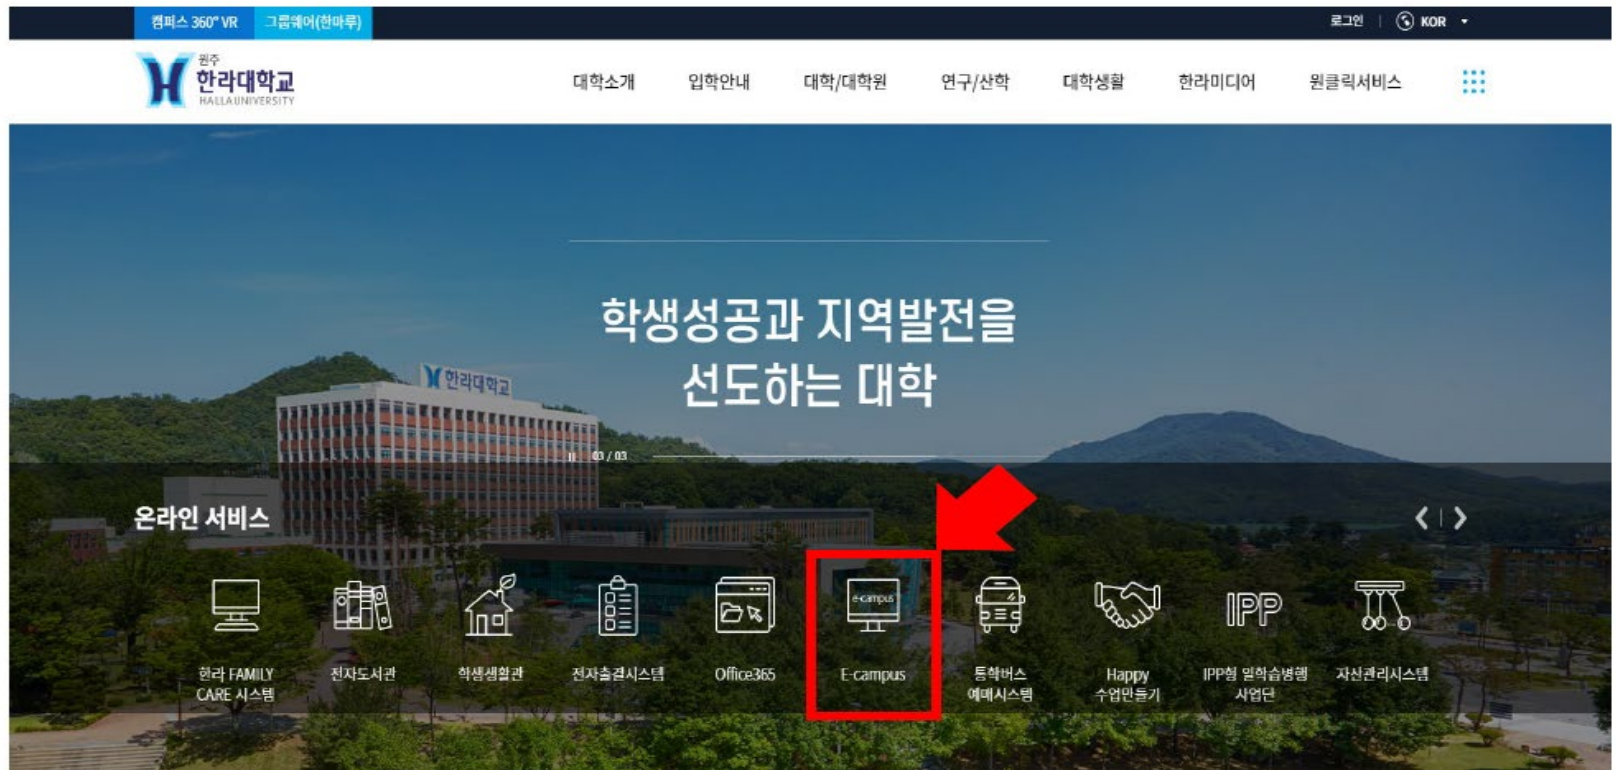 캠퍼스 360° VR 그룹웨어(한마루) 로그인 KOR
원주
한라대학교
HALLA UNIVERSITY
대학소개 입학안내 대학/대학원 연구/산학 대학생활 한라미디어 원클릭서비스
학생성공과 지역발전을
선도하는 대학
한라대학교
03 / 03
온라인 서비스
e-campus
IPP
한라 FAMILY
CARE 시스템
전자도서관
학생생활관
전자출결시스템
Office365
E-campus
통학버스
예매시스템
Happy
수업만들기
IPP형 일학습병행
사업단
자산관리시스템